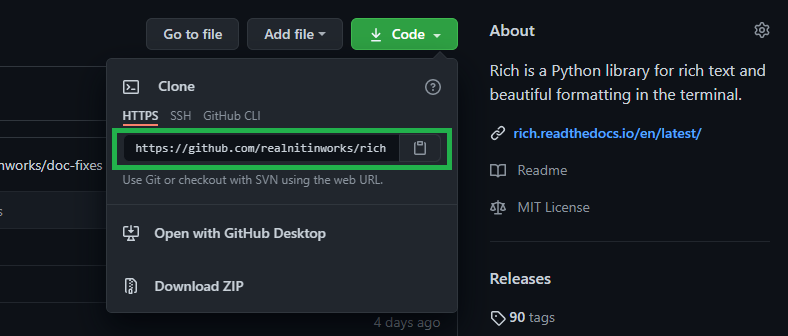 Go to file
Add file
Code
Clone
HTTPS SSH GitHub CLI
https://github.com/realnitinworks/rich
Use Git or checkout with SVN using the web URL.
Open with GitHub Desktop
Download ZIP
nworks/doc-fixes
s
4 days ago
About
Rich is a Python library for rich text and
beautiful formatting in the terminal.
rich.readthedocs.io/en/latest/
Readme
MIT License
Releases
90 tags